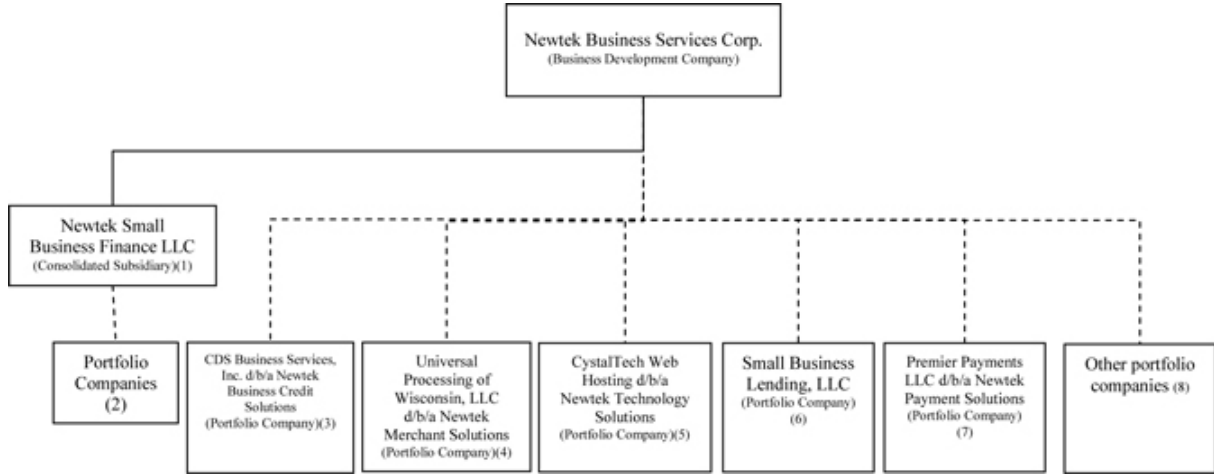 Newtek Business Services Corp.
(Business Development Company)
Newtek Small
Business Finance LLC
(Consolidated Subsidiary)(1)
Portfolio
Companies
(2)
CDS Business Services,
Inc. d/b/a Newtek
Business Credit
Solutions
(Portfolio Company)(3)
Universal
Processing of
Wisconsin, LLC
d/b/a Newtek
Merchant Solutions
(Portfolio Company)(4)
CystalTech Web
Hosting d/b/a
Newtek Technology
Solutions
(Portfolio Company)(5)
Small Business
Lending, LLC
(Portfolio Company)
(6)
Premier Payments
LLC d/b/a Newtek
Payment Solutions
(Portfolio Company)
(7)
Other portfolio
companies (8)